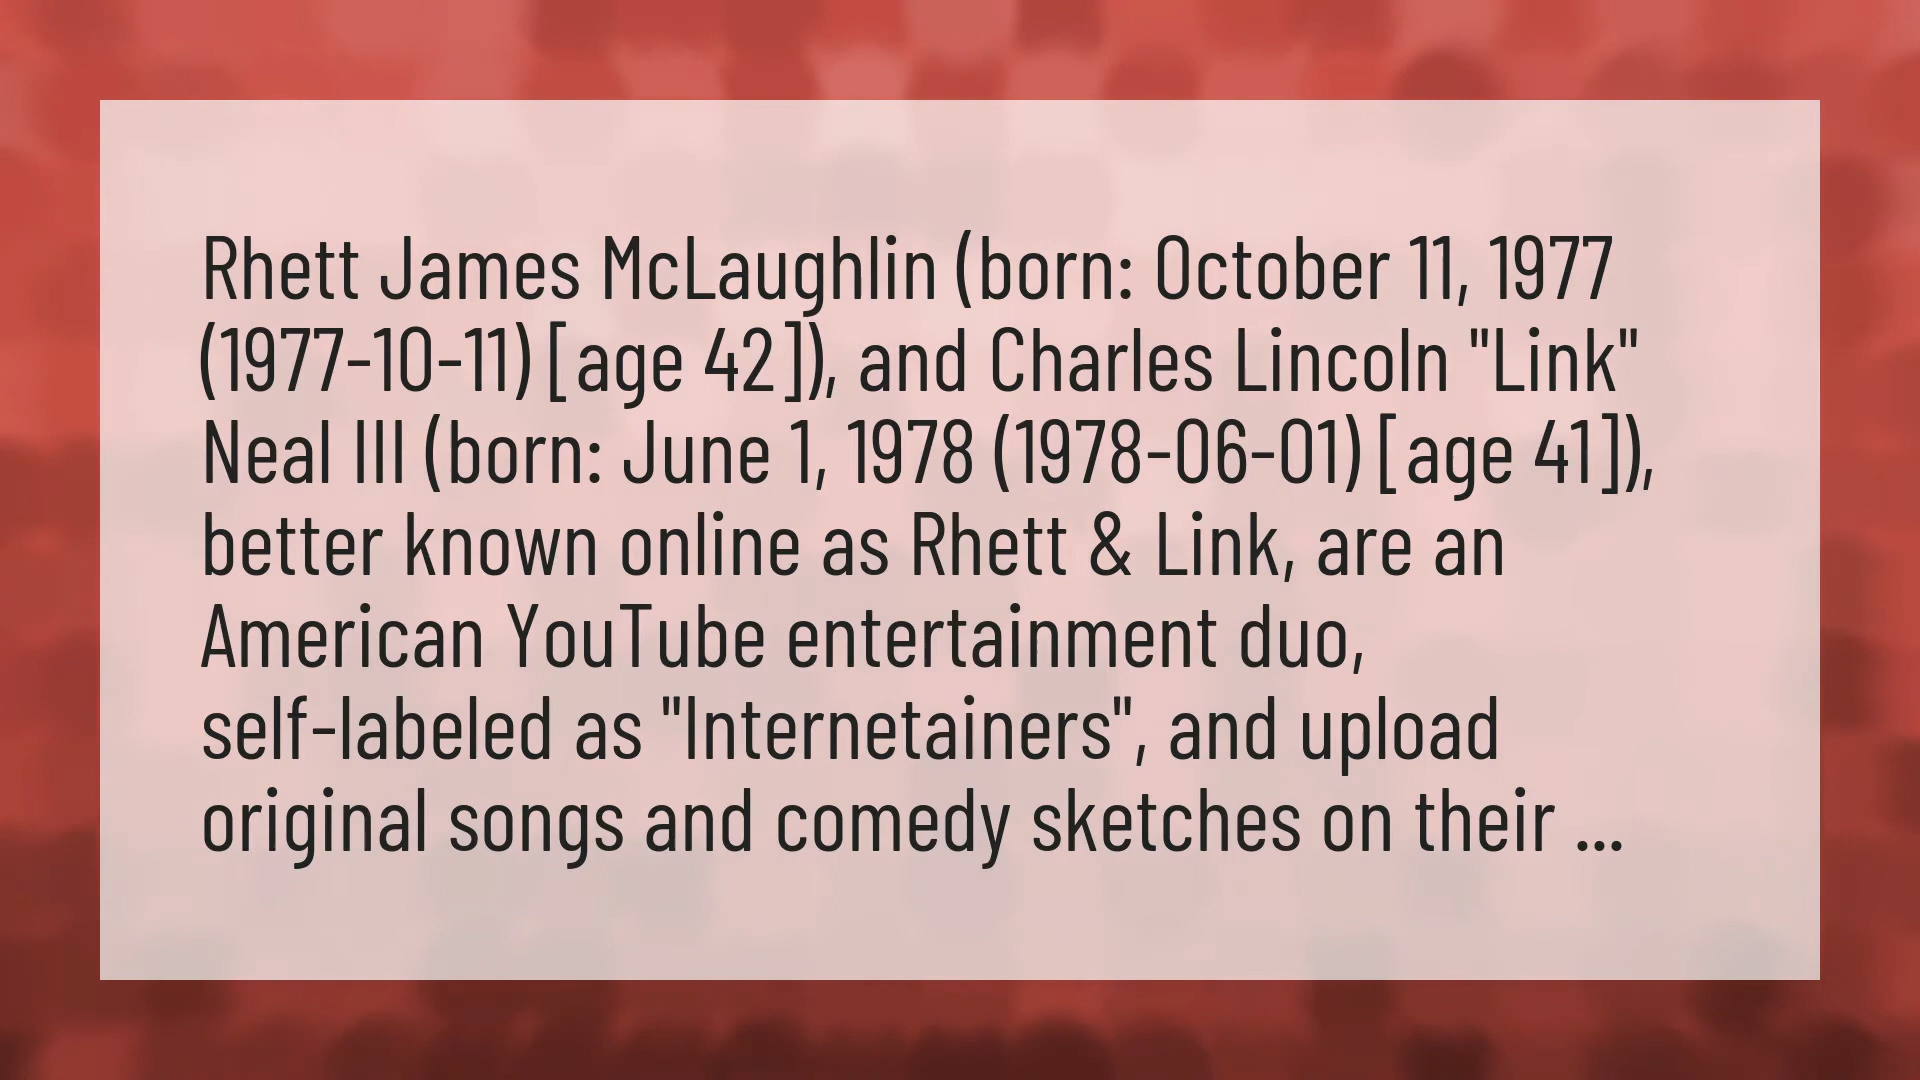 Rhett James McLaughlin (born: October 11, 1977
(1977-10-11) [age 42]), and Charles Lincoln "Link"
Neal III (born: June 1, 1978 (1978-06-01) [age 41]),
better known online as Rhett & Link, are an
American YouTube entertainment duo,
self-labeled as "Internetainers", and upload
original songs and comedy sketches on their ...